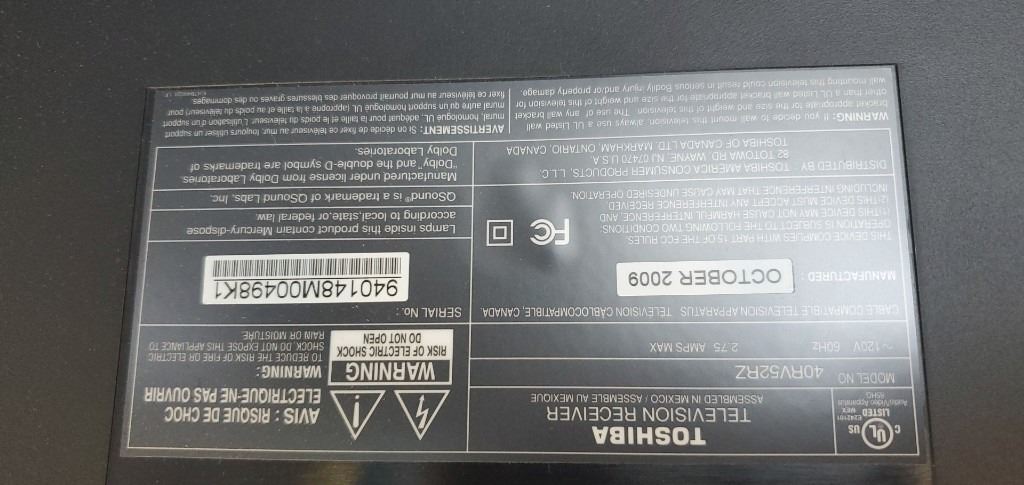 C UL US
LISTED
E242101
MEX
Audio/Video Apparatus
65HG
TOSHIBA
TELEVISION RECEIVER
ASSEMBLED IN MEXICO / ASSEMBLÉ AU MEXIQUE
MODEL NO
40RV52RZ
~120V 60Hz 2.75 AMPS MAX
CABLE COMPATIBLE TELEVISION APPARATUS TÉLÉVISION CÂBLOCOMPATIBLE, CANADA
MANUFACTURED :
OCTOBER 2009
THIS DEVICE COMPLIES WITH PART 15 OF THE FCC RULES.
OPERATION IS SUBJECT TO THE FOLLOWING TWO CONDITIONS:
(1)THIS DEVICE MAY NOT CAUSE HARMFUL INTERFERENCE, AND,
(2)THIS DEVICE MUST ACCEPT ANY INTERFERENCE RECEIVED
INCLUDING INTERFERENCE THAT MAY CAUSE UNDESIRED OPERATION.
FC
DISTRIBUTED BY : TOSHIBA AMERICA CONSUMER PRODUCTS, L.L.C.
82 TOTOWA RD. WAYNE, NJ 07470 U.S.A
TOSHIBA OF CANADA LTD MARKHAM, ONTARIO, CANADA
AVIS : RISQUE DE CHOC
ELECTRIQUE-NE PAS OUVRIR
WARNING
RISK OF ELECTRIC SHOCK
DO NOT OPEN
WARNING :
TO REDUCE THE RISK OF FIRE OR ELECTRIC
SHOCK, DO NOT EXPOSE THIS APPLIANCE TO
RAIN OR MOISTURE.
SERIAL No. :
940148M00498K1
Lamps inside this product contain Mercury-dispose
according to local,state,or federal law.
QSound® is a trademark of QSound Labs, Inc.
Manufactured under license from Dolby Laboratories.
"Dolby" and the double-D symbol are trademarks of
Dolby Laboratories.
WARNING: If you decide to wall mount this television, always use a UL Listed wall
bracket appropriate for the size and weight of this television. The use of any wall bracket
other than a UL Listed wall bracket appropriate to the size and weight of this television for
wall mounting this television could result in serious Bodily injury and/or property damage.
AVERTISSEMENT: Si on décide de fixer ce téléviseur au mur, toujours utiliser un support
mural, homologué UL adéquat pour la taille et le poids du téléviseur. L'utilisation d'un support
mural autre qu'un support homologué UL (approprié à la taille et au poids du téléviseur) pour
fixer ce téléviseur au mur pourrait provoquer des blessures graves ou des dommages.